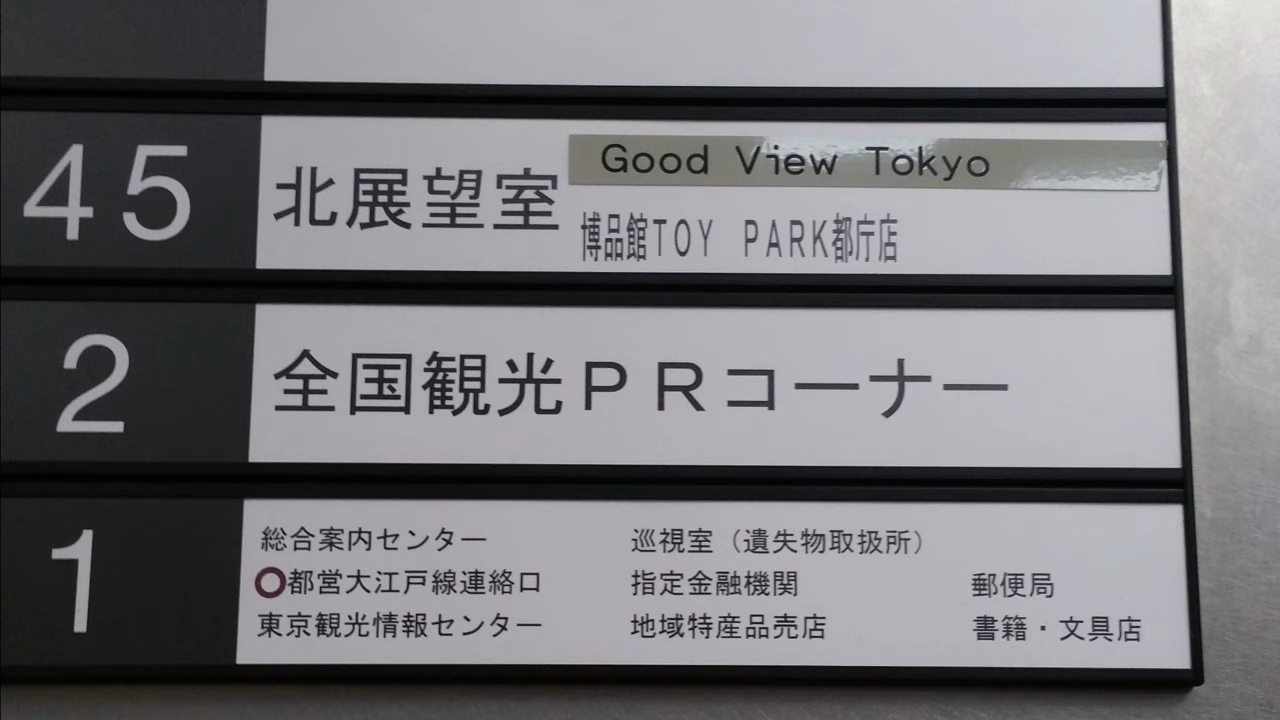 45 北展望室 Good View Tokyo
博品館TOY PARK都庁店
2 全国観光PRコーナー
1 総合案内センター 巡視室（遺失物取扱所）
都営大江戸線連絡口 指定金融機関 郵便局
東京観光情報センター 地域特産品売店 書籍・文具店